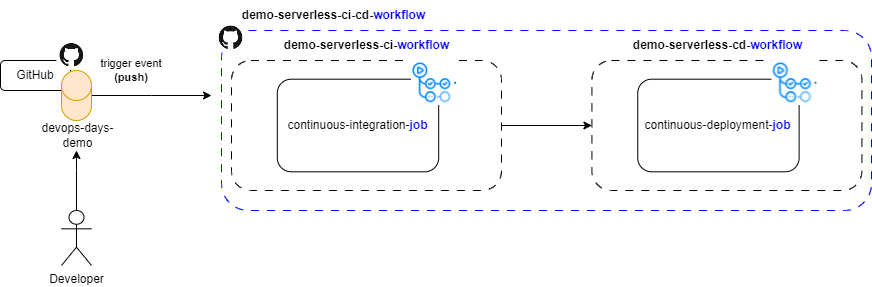 demo-serverless-ci-cd-workflow
demo-serverless-ci-workflow
demo-serverless-cd-workflow
trigger event
(push)
GitHub
continuous-integration-job
continuous-deployment-job
devops-days-
demo
Developer